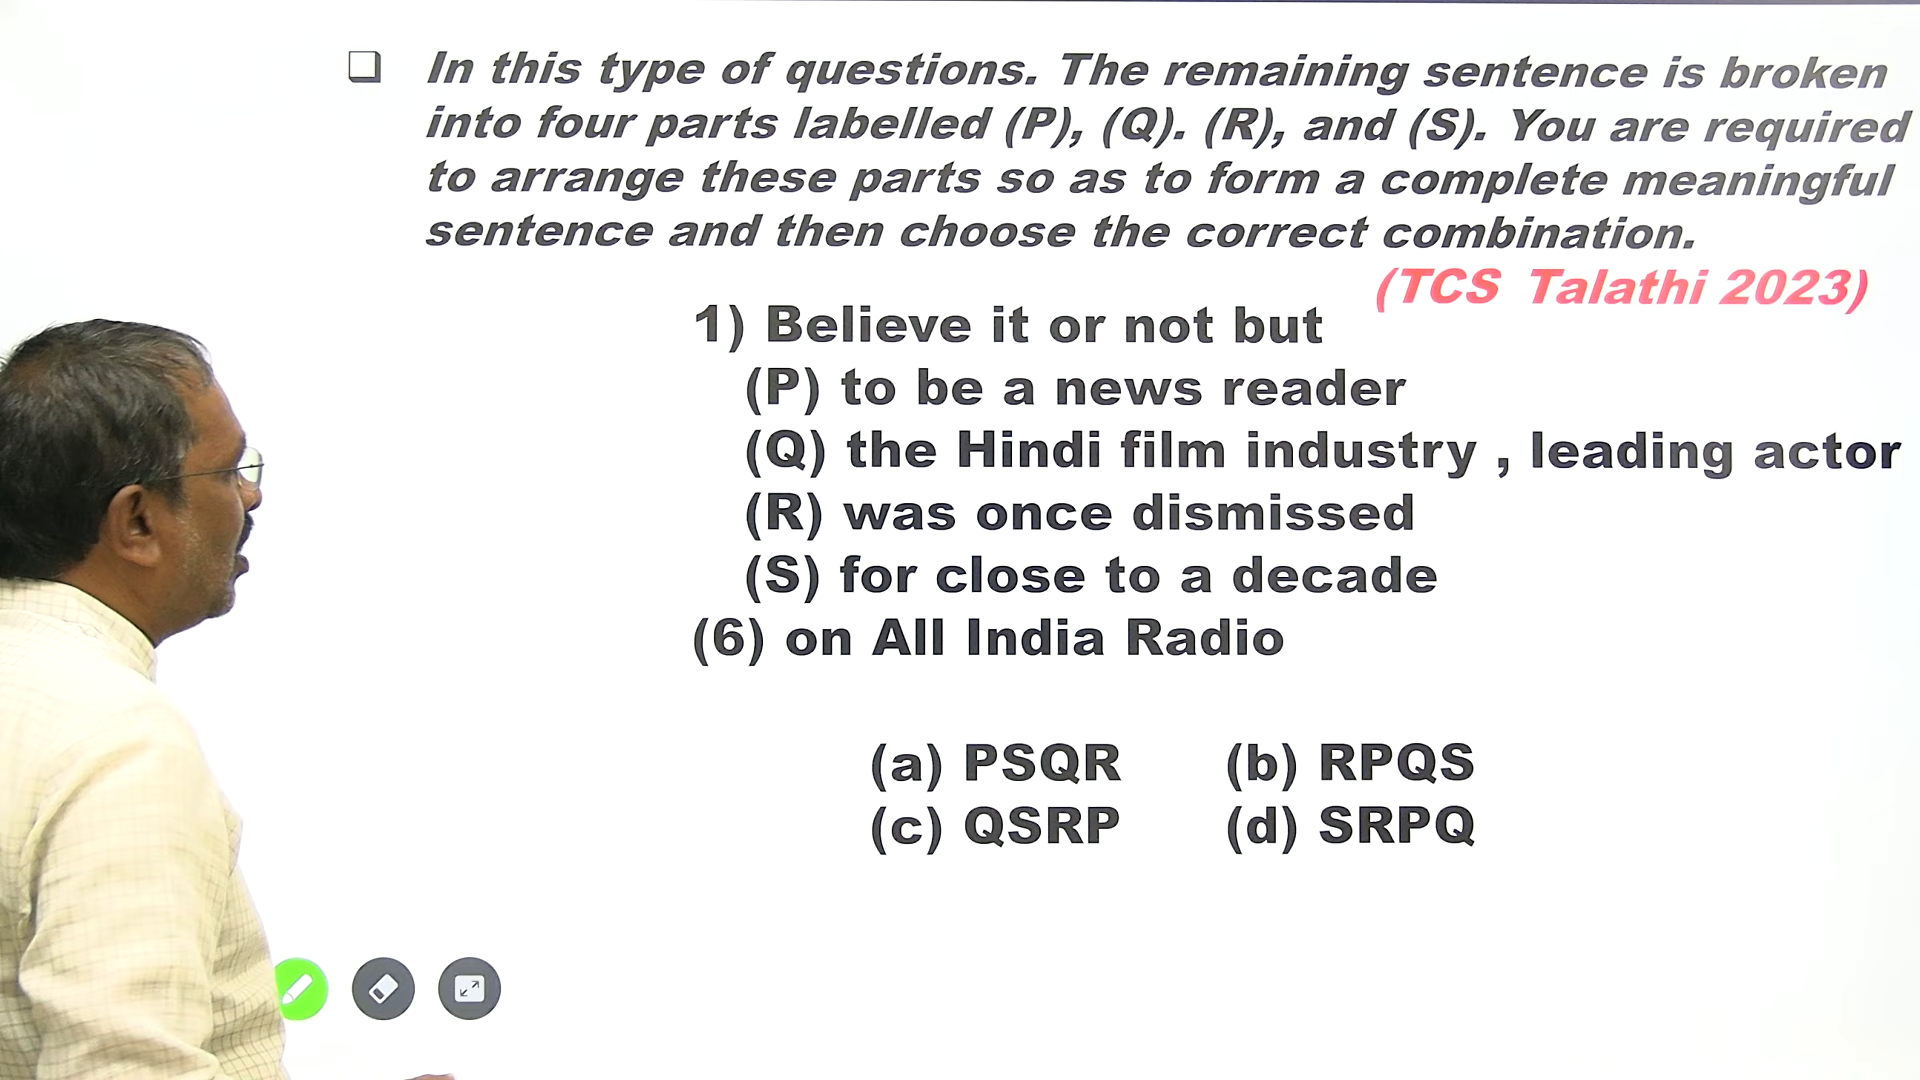 In this type of questions. The remaining sentence is broken
into four parts labelled (P), (Q). (R), and (S). You are required
to arrange these parts so as to form a complete meaningful
sentence and then choose the correct combination.
(TCS Talathi 2023)
1) Believe it or not but
(P) to be a news reader
(Q) the Hindi film industry , leading actor
(R) was once dismissed
(S) for close to a decade
(6) on All India Radio
(a) PSQR (b) RPQS
(c) QSRP (d) SRPQ